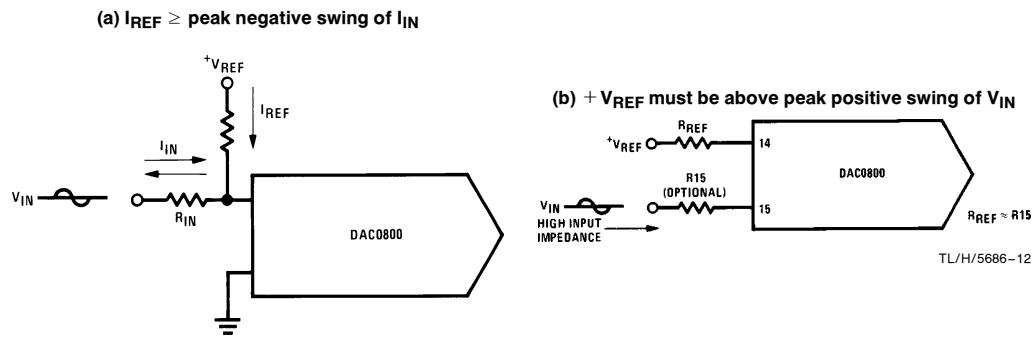 (a) IREF ≥ peak negative swing of IIN
+VREF
IREF
IIN
VIN
RIN
DAC0800
(b) + VREF must be above peak positive swing of VIN
+VREF
RREF
14
DAC0800
R15
(OPTIONAL)
VIN
15
HIGH INPUT
IMPEDANCE
RREF ≈ R15
TL/H/5686–12